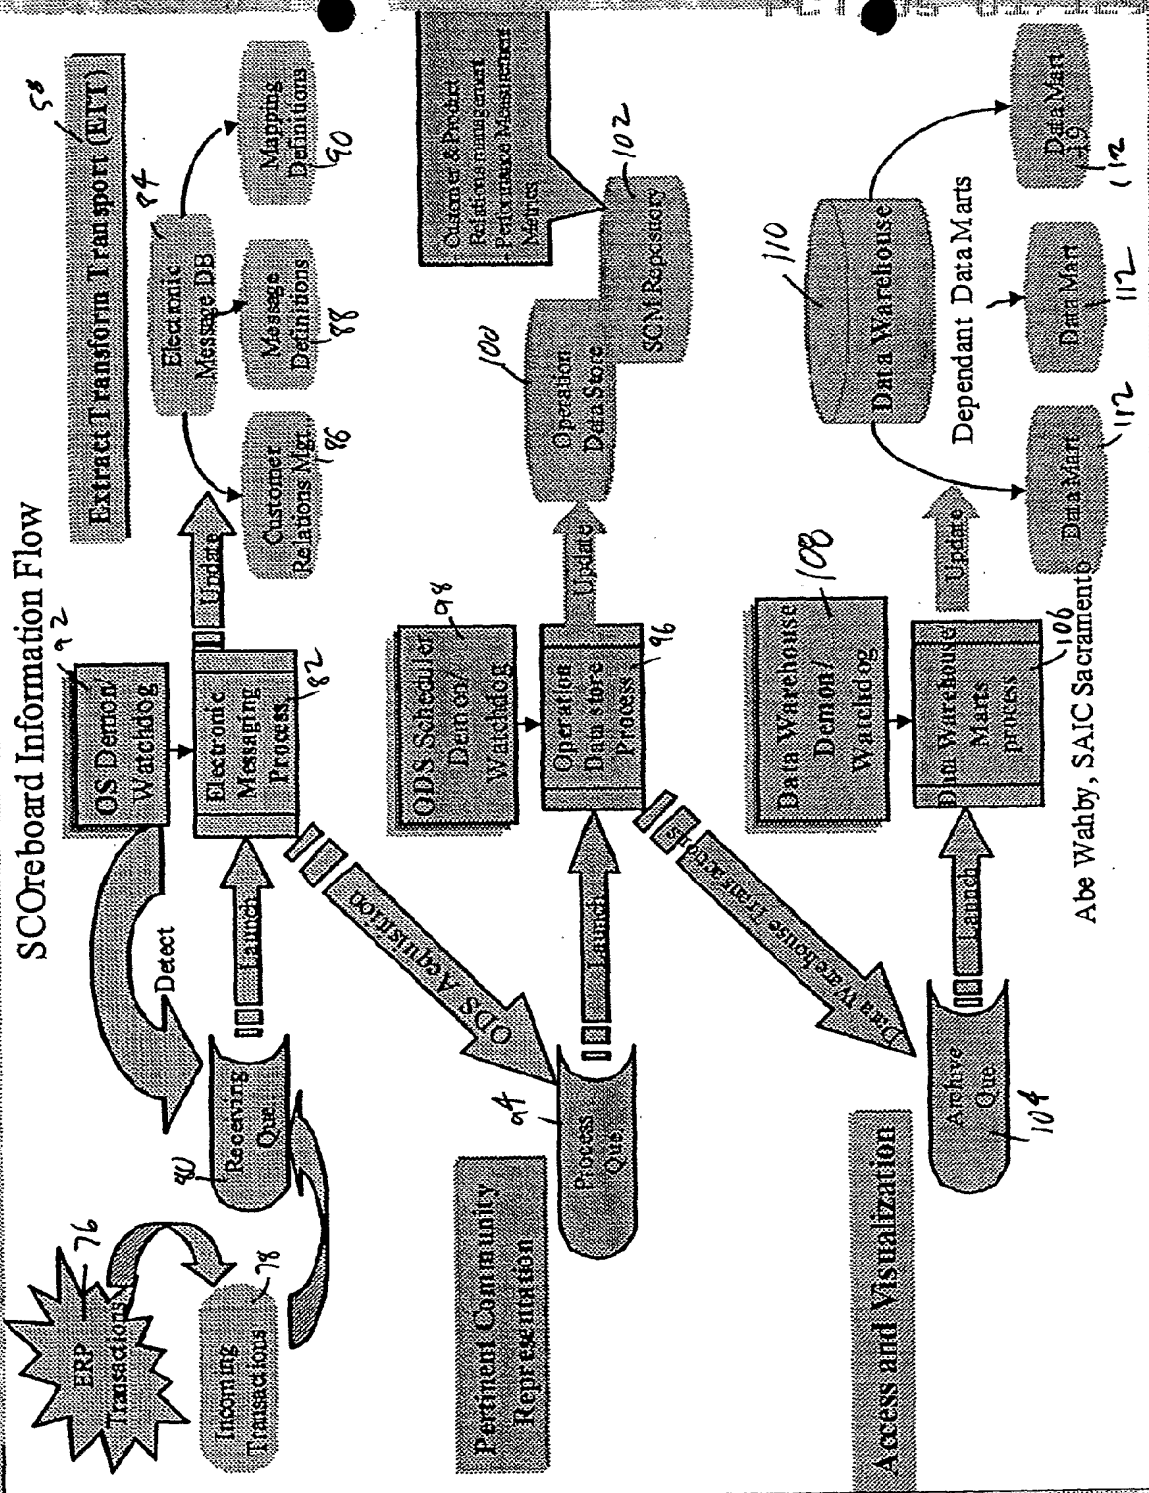 SCOreboard Information Flow
Extract Transform Transport (ETT)
58
ERP
Transactions
76
Incoming
Transactions
78
Receiving
Que
80
Detect
Launch
OS Demon/
Watchdog
92
Electronic
Messaging
Process
82
Update
Electronic
Message DB
84
Customer
Relations Mgt.
86
Message
Definitions
88
Mapping
Definitions
90
ODS Acquisition
Pertinent Community
Representation
Process
Que
94
Launch
ODS Scheduler
Demon/
Watchdog
98
Operation
Data store
Process
96
Update
Operation
Data Store
100
SCM Repository
102
Customer & Product
Relations management
Performance Measurement
Metrics
Data Warehouse Transactions
Access and Visualization
Archive
Que
104
Launch
Data Warehouse
Demon/
Watchdog
108
Data Warehouse
Marts
process
106
Update
Data Warehouse
110
Dependant Data Marts
Data Mart
112
Data Mart
112
Data Mart
112
Abe Wahby, SAIC Sacramento